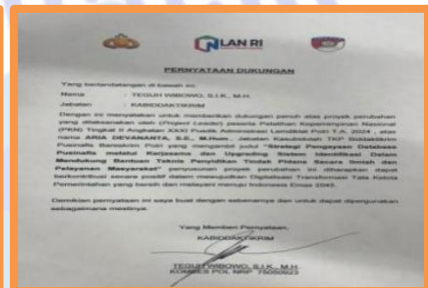 LAN RI
PERNYATAAN DUKUNGAN
Yang bertandatangan di bawah ini:
Nama : TEGUH WIBOWO, S.I.K., M.H.
Jabatan : KABIDDAKTIKRIM
Dengan ini menyatakan untuk memberikan dukungan penuh atas proyek perubahan
yang dilaksanakan oleh (Project Leader) peserta Pelatihan Kepemimpinan Nasional
(PKN) Tingkat II Angkatan XXXI Pusdik Administrasi Lemdiklat Polri T.A. 2024 , atas
nama ARIA DEVANANTA, S.E., M.Hum., Jabatan Kasubbidub TKP
Pusinafis Bareskrim Polri yang mengambil judul "Strategi Pengayaan Database
Pusinafis melalui Kerjasama dan Upgrading Sistem Identifikasi Dalam
Mendukung Bantuan Teknis Penyidikan Tindak Pidana Secara Ilmiah dan
Pelayanan Masyarakat" penyusunan proyek perubahan ini diharapkan dapat
berkontribusi secara positif dalam mewujudkan Digitalisasi Transformasi Tata Kelola
Pemerintahan yang bersih dan melayani menuju Indonesia Emas 2045.
Demikian pernyataan ini saya buat dengan sebenarnya dan untuk dapat dipergunakan
sebagaimana mestinya.
Yang Memberi Pernyataan,
KABIDDAKTIKRIM
TEGUH WIBOWO, S.I.K., M.H.
KOMBES POL NRP